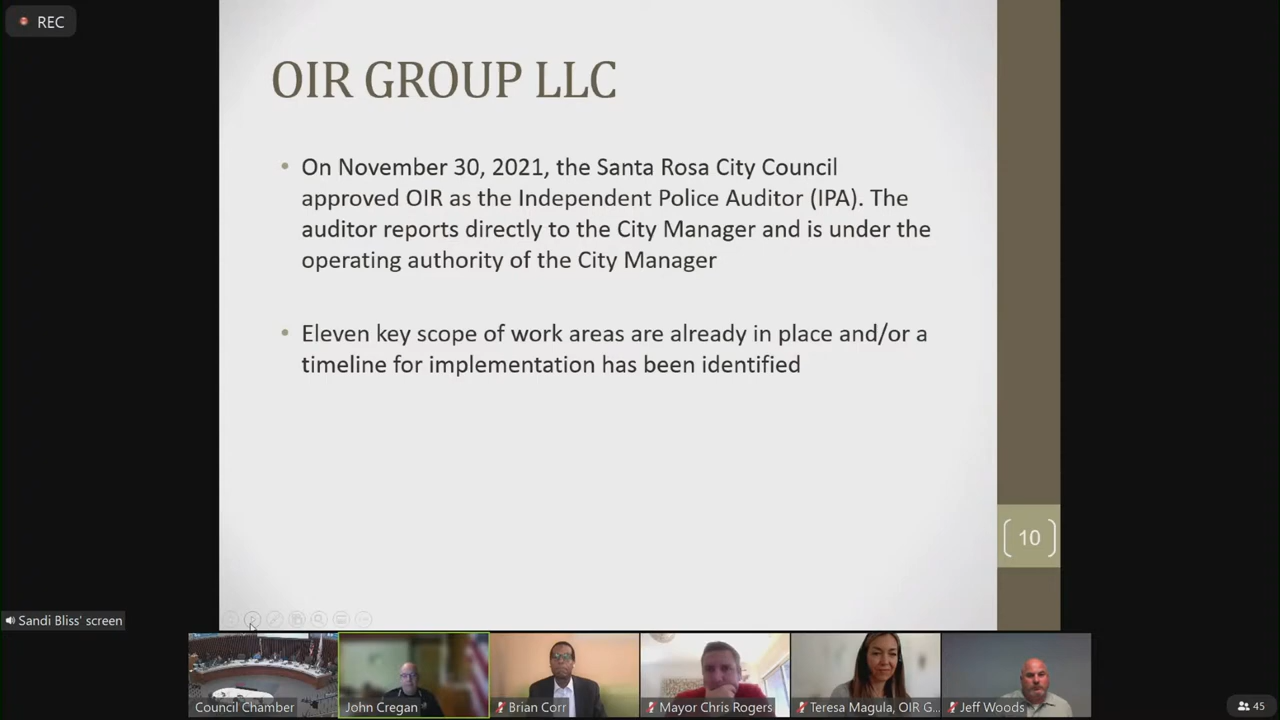 REC
OIR GROUP LLC
• On November 30, 2021, the Santa Rosa City Council
approved OIR as the Independent Police Auditor (IPA). The
auditor reports directly to the City Manager and is under the
operating authority of the City Manager
• Eleven key scope of work areas are already in place and/or a
timeline for implementation has been identified
10
Sandi Bliss' screen
Council Chamber
John Cregan
Brian Corr
Mayor Chris Rogers
Teresa Magula, OIR G...
Jeff Woods
45